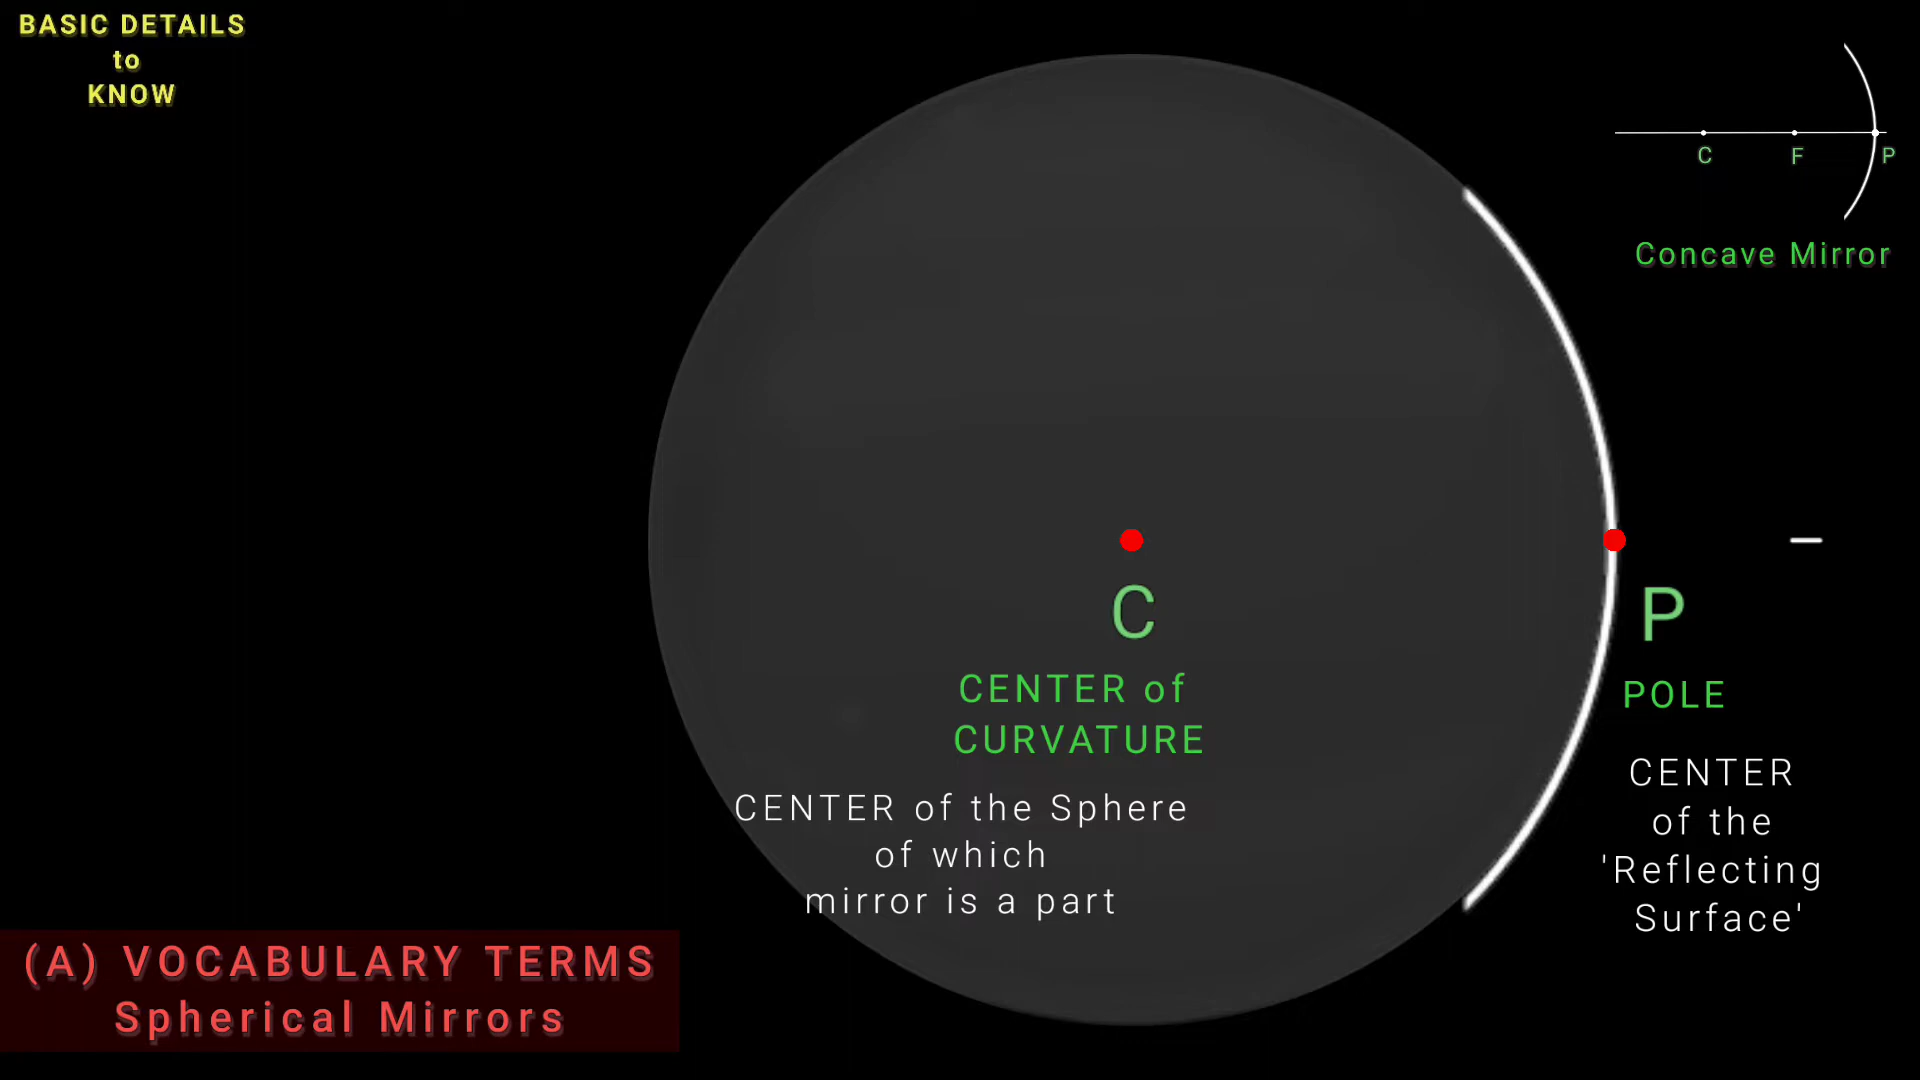 BASIC DETAILS
to
KNOW
C
F
P
Concave Mirror
C
CENTER of
CURVATURE
CENTER of the Sphere
of which
mirror is a part
P
POLE
CENTER
of the
'Reflecting
Surface'
(A) VOCABULARY TERMS
Spherical Mirrors